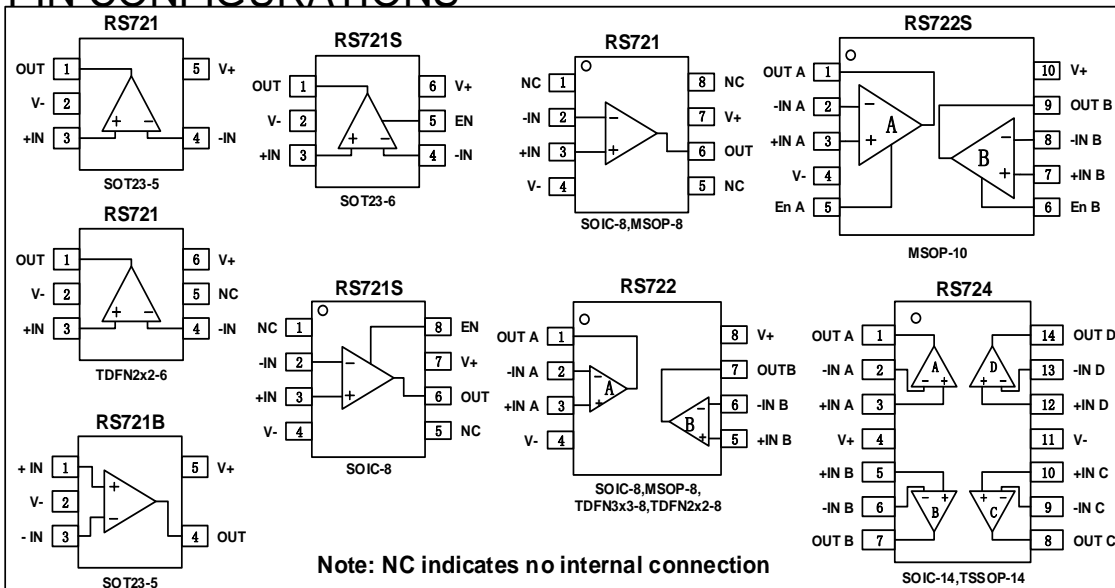 PIN CONFIGURATIONS
RS721
OUT 1
V- 2
+IN 3
5 V+
4 -IN
+ −
SOT23-5
RS721S
OUT 1
V- 2
+IN 3
6 V+
5 EN
4 -IN
+ −
SOT23-6
RS721
NC 1
-IN 2
+IN 3
V- 4
8 NC
7 V+
6 OUT
5 NC
−
+
SOIC-8,MSOP-8
RS722S
OUT A 1
-IN A 2
+IN A 3
V- 4
En A 5
10 V+
9 OUT B
8 -IN B
7 +IN B
6 En B
−
A
+
−
B
+
MSOP-10
RS721
OUT 1
V- 2
+IN 3
6 V+
5 NC
4 -IN
+ −
TDFN2x2-6
RS721S
NC 1
-IN 2
+IN 3
V- 4
8 EN
7 V+
6 OUT
5 NC
−
+
SOIC-8
RS722
OUT A 1
-IN A 2
+IN A 3
V- 4
8 V+
7 OUTB
6 -IN B
5 +IN B
−
A
+
−
B
+
SOIC-8,MSOP-8,
TDFN3x3-8,TDFN2x2-8
RS724
OUT A 1
-IN A 2
+IN A 3
V+ 4
+IN B 5
-IN B 6
OUT B 7
14 OUT D
13 -IN D
12 +IN D
11 V-
10 +IN C
9 -IN C
8 OUT C
A
− +
D
+ −
− +
B
+ −
C
SOIC-14,TSSOP-14
RS721B
+ IN 1
V- 2
- IN 3
5 V+
4 OUT
+
−
SOT23-5
Note: NC indicates no internal connection